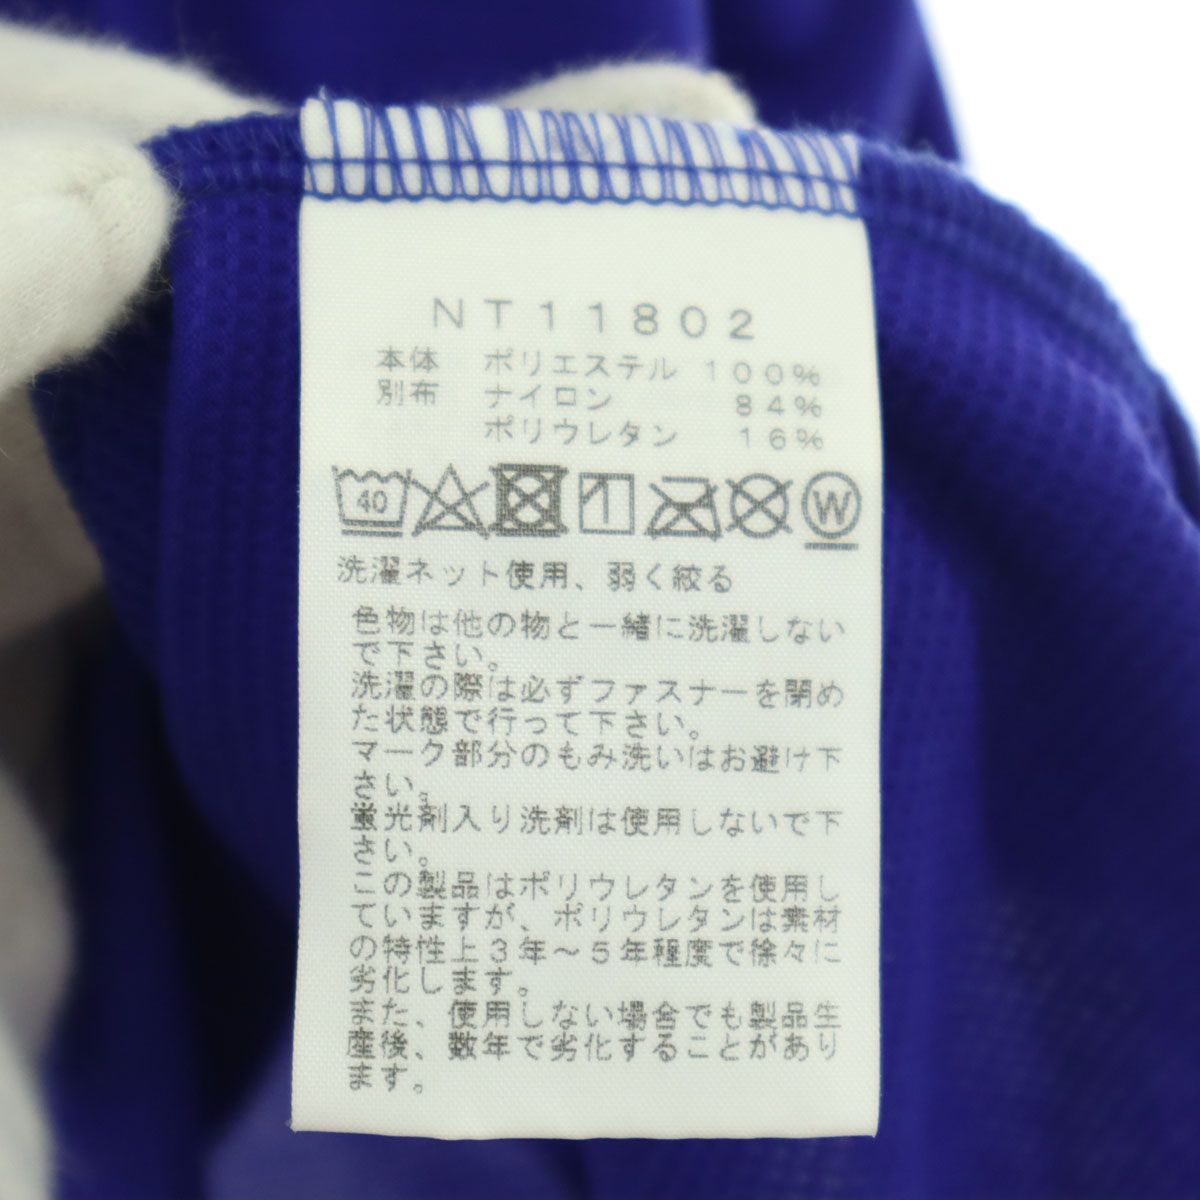 NT11802
本体 ポリエステル 100%
別布 ナイロン 84%
ポリウレタン 16%
40 W
洗濯ネット使用、弱く絞る
色物は他の物と一緒に洗濯しない
で下さい。
洗濯の際は必ずファスナーを閉め
た状態で行って下さい。
マーク部分のもみ洗いはお避け下
さい。
蛍光剤入り洗剤は使用しないで下
さい。
この製品はポリウレタンを使用し
ていますが、ポリウレタンは素材
の特性上3年～5年程度で徐々に
劣化します。
また、使用しない場合でも製品生
産後、数年で劣化することがあり
ます。